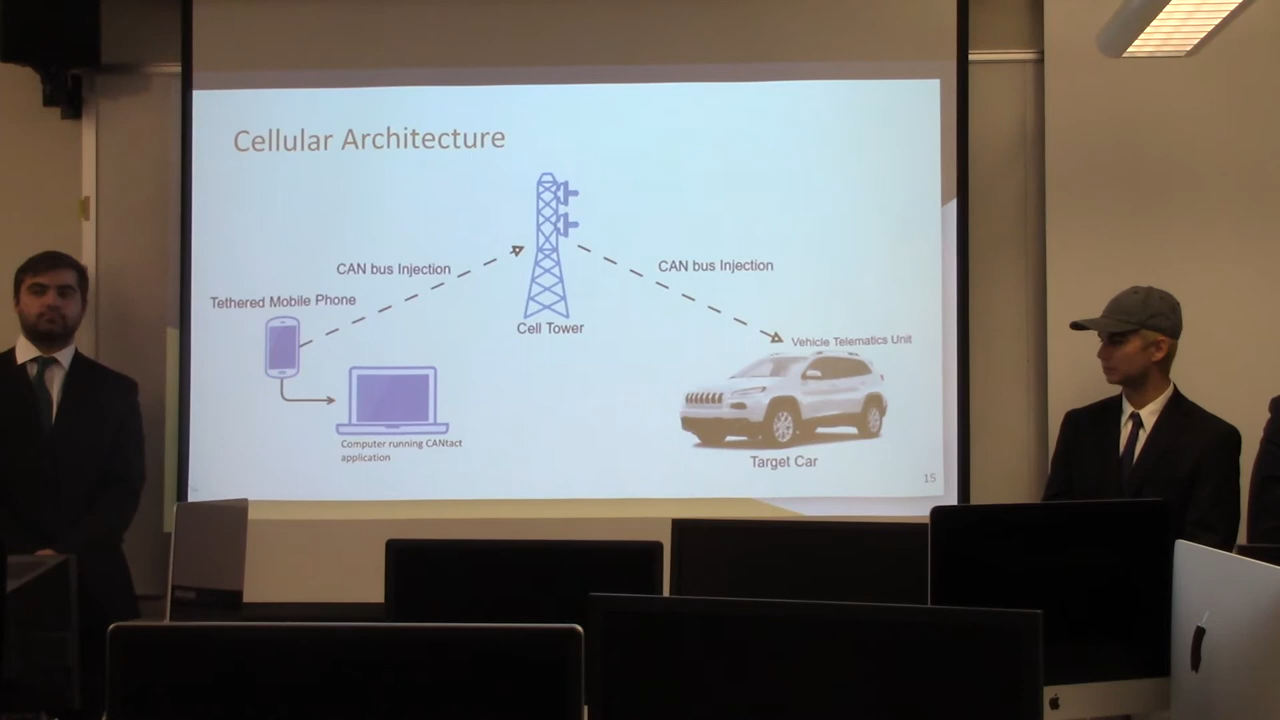 Cellular Architecture
CAN bus Injection
CAN bus Injection
Tethered Mobile Phone
Cell Tower
Vehicle Telematics Unit
Computer running CANtact
application
Target Car
15